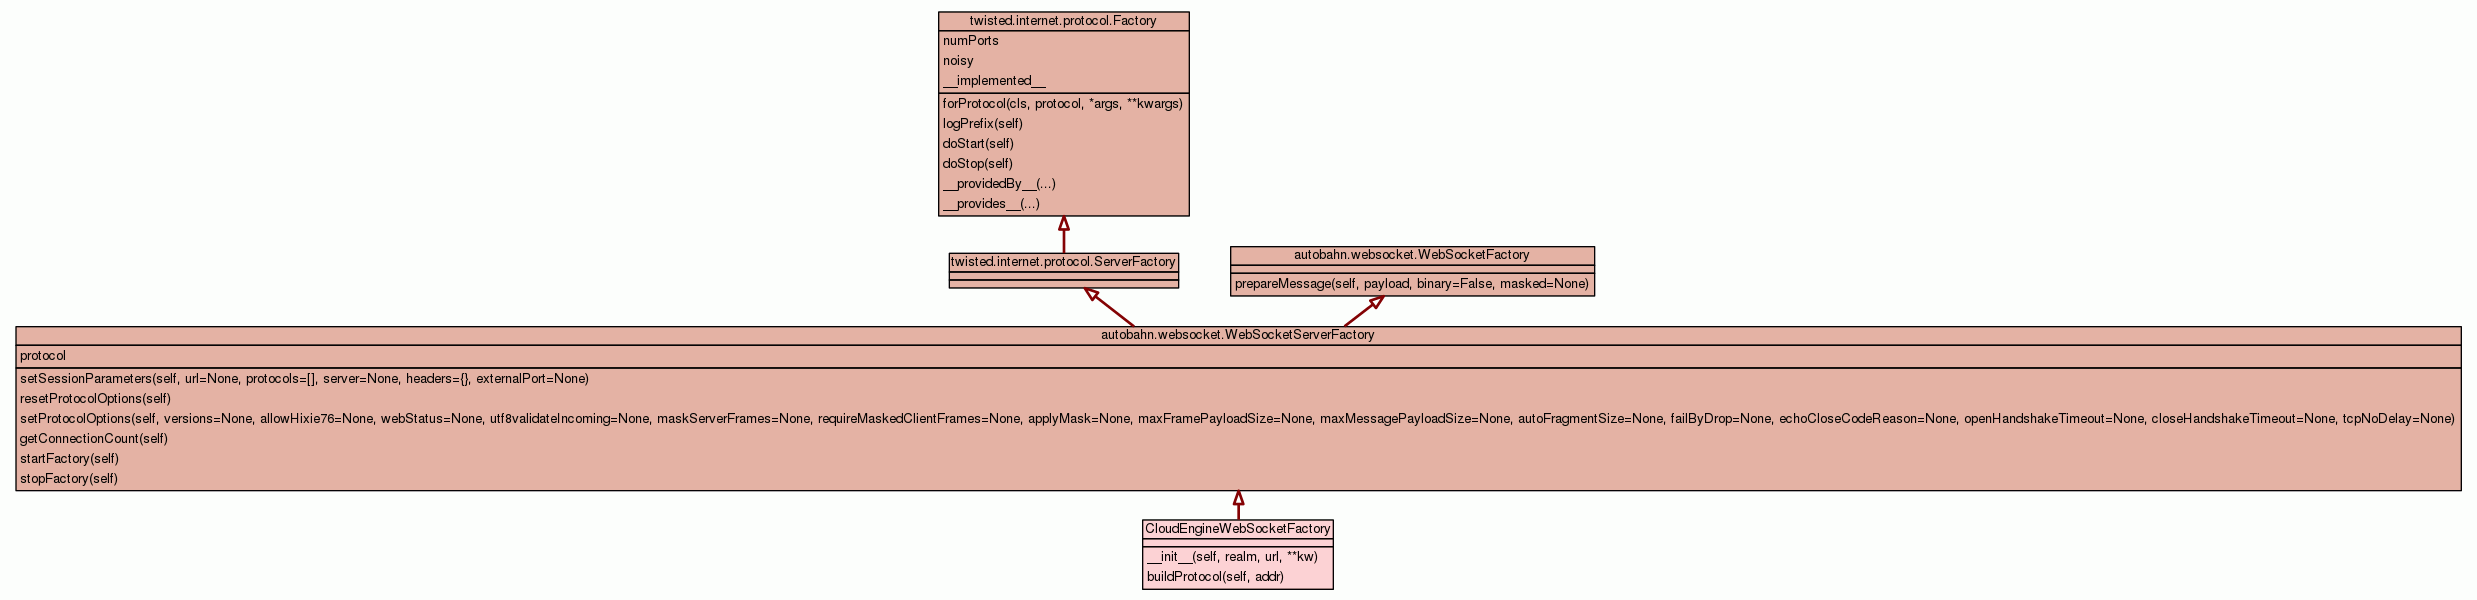 twisted.internet.protocol.Factory
numPorts
noisy
__implemented__
forProtocol(cls, protocol, *args, **kwargs)
logPrefix(self)
doStart(self)
doStop(self)
__providedBy__(...)
__provides__(...)
twisted.internet.protocol.ServerFactory
autobahn.websocket.WebSocketFactory
prepareMessage(self, payload, binary=False, masked=None)
autobahn.websocket.WebSocketServerFactory
protocol
setSessionParameters(self, url=None, protocols=[], server=None, headers={}, externalPort=None)
resetProtocolOptions(self)
setProtocolOptions(self, versions=None, allowHixie76=None, webStatus=None, utf8validateIncoming=None, maskServerFrames=None, requireMaskedClientFrames=None, applyMask=None, maxFramePayloadSize=None, maxMessagePayloadSize=None, autoFragmentSize=None, failByDrop=None, echoCloseCodeReason=None, openHandshakeTimeout=None, closeHandshakeTimeout=None, tcpNoDelay=None)
getConnectionCount(self)
startFactory(self)
stopFactory(self)
CloudEngineWebSocketFactory
__init__(self, realm, url, **kw)
buildProtocol(self, addr)